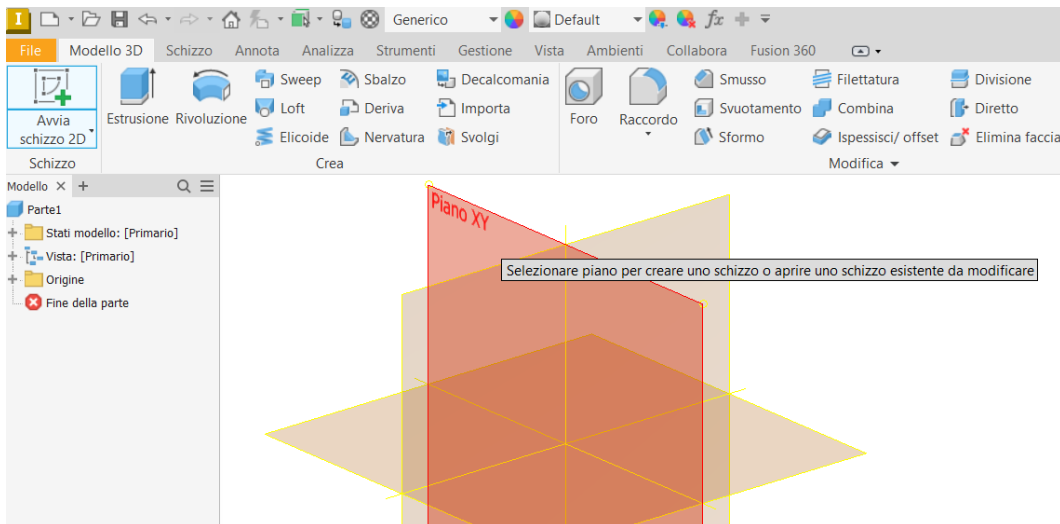 I
Generico
Default
fx
File Modello 3D Schizzo Annota Analizza Strumenti Gestione Vista Ambienti Collabora Fusion 360
Avvia
schizzo 2D
Estrusione
Rivoluzione
Sweep
Sbalzo
Decalcomania
Loft
Deriva
Importa
Elicoide
Nervatura
Svolgi
Foro
Raccordo
Smusso
Filettatura
Divisione
Svuotamento
Combina
Diretto
Sformo
Ispessisci/ offset
Elimina faccia
Schizzo
Crea
Modifica
Modello
Parte1
Stati modello: [Primario]
Vista: [Primario]
Origine
Fine della parte
Piano XY
Selezionare piano per creare uno schizzo o aprire uno schizzo esistente da modificare